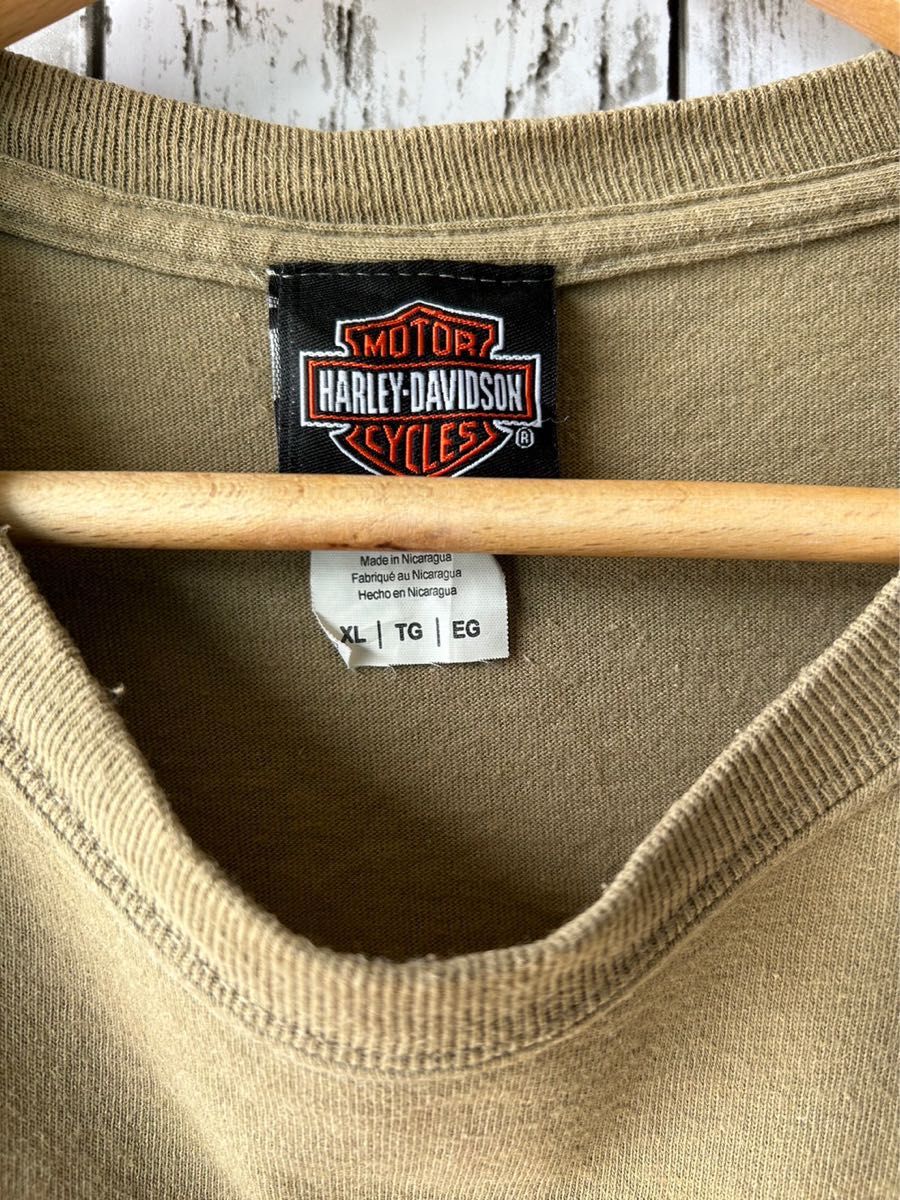 MOTOR
HARLEY-DAVIDSON
CYCLES
®
Made in Nicaragua
Fabriqué au Nicaragua
Hecho en Nicaragua
XL | TG | EG